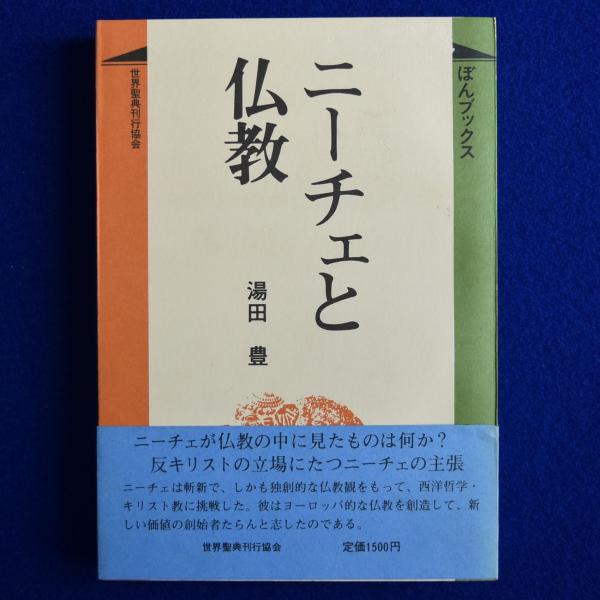 ぼんブックス
ニーチェと
仏教
湯田 豊
世界聖典刊行協会
ニーチェが仏教の中に見たものは何か?
反キリストの立場にたつニーチェの主張
ニーチェは斬新で、しかも独創的な仏教観をもって、西洋哲学・
キリスト教に挑戦した。彼はヨーロッパ的な仏教を創造して、新
しい価値の創始者たらんと志したのである。
世界聖典刊行協会 定価1500円